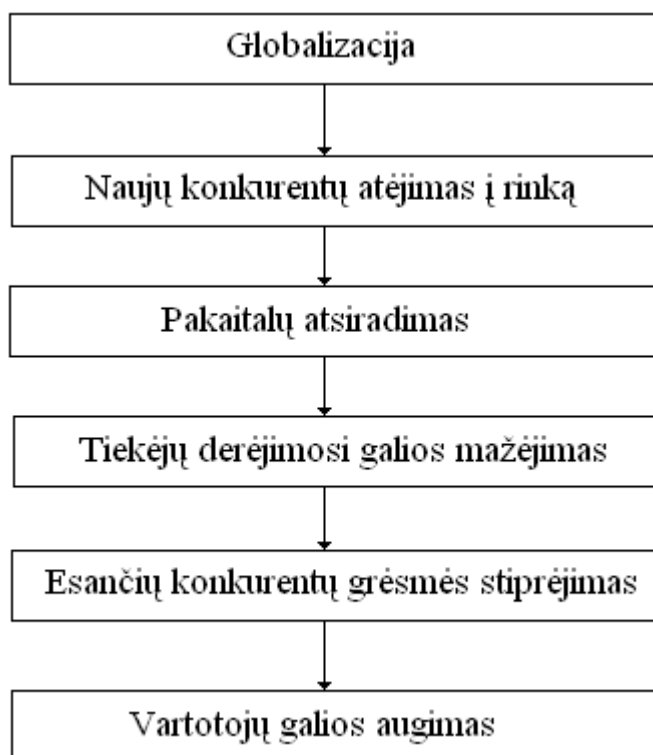 Globalizacija
Naujų konkurentų atėjimas į rinką
Pakaitalų atsiradimas
Tiekėjų derėjimosi galios mažėjimas
Esančių konkurentų grėsmės stiprėjimas
Vartotojų galios augimas